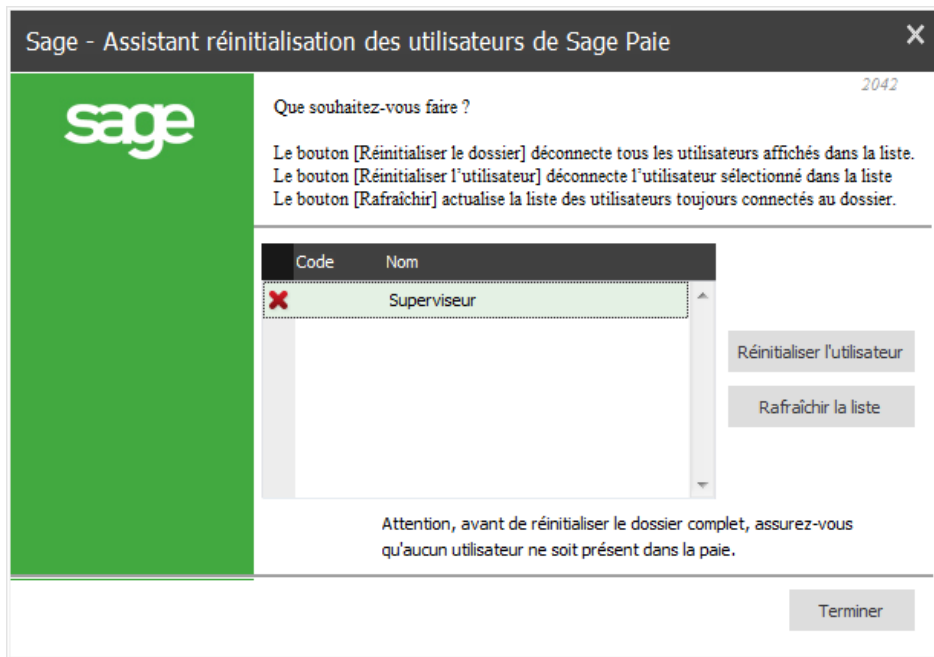 Sage - Assistant réinitialisation des utilisateurs de Sage Paie
sage
2042
Que souhaitez-vous faire ?
Le bouton [Réinitialiser le dossier] déconnecte tous les utilisateurs affichés dans la liste.
Le bouton [Réinitialiser l'utilisateur] déconnecte l'utilisateur sélectionné dans la liste
Le bouton [Rafraîchir] actualise la liste des utilisateurs toujours connectés au dossier.
Code Nom
Superviseur
Réinitialiser l'utilisateur
Rafraîchir la liste
Attention, avant de réinitialiser le dossier complet, assurez-vous
qu'aucun utilisateur ne soit présent dans la paie.
Terminer